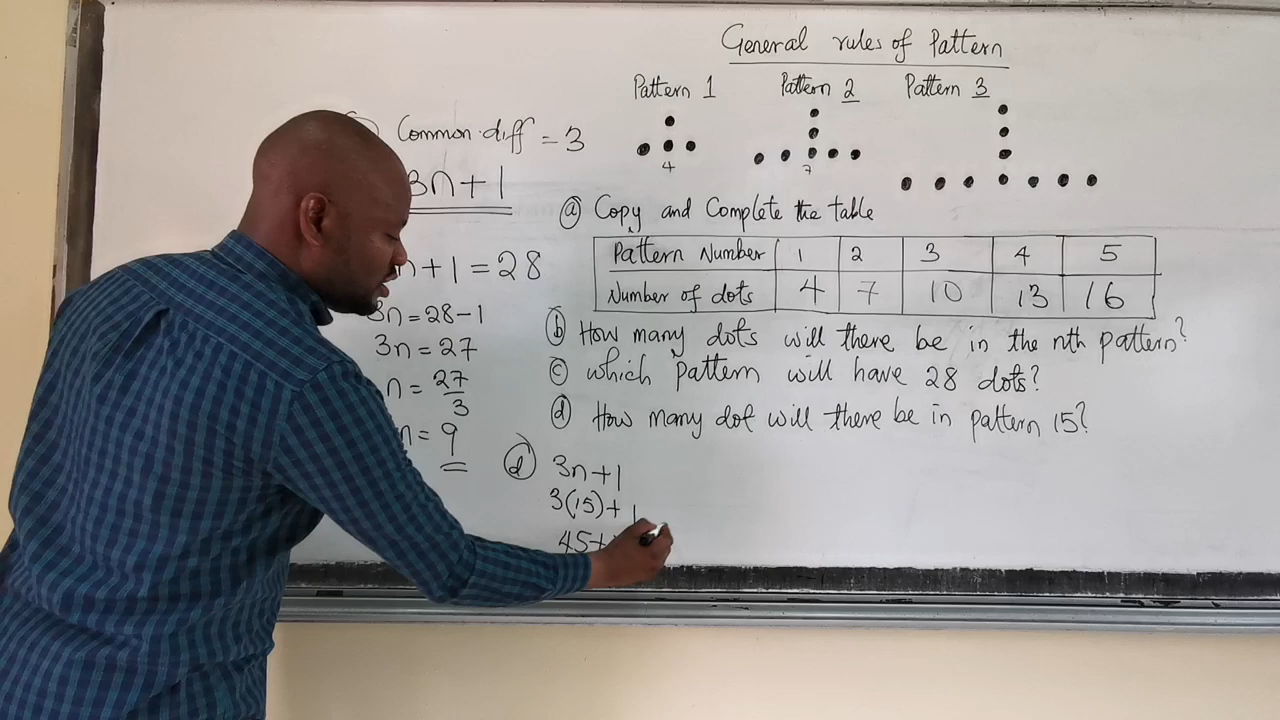 General rules of Pattern
Pattern 1 Pattern 2 Pattern 3
4 7
Common diff = 3
3n+1
ⓐ Copy and Complete the table
Pattern Number 1 2 3 4 5
Number of dots 4 7 10 13 16
ⓑ How many dots will there be in the nth pattern?
ⓒ which pattern will have 28 dots?
ⓓ How many dot will there be in pattern 15?
n+1 = 28
3n = 28-1
3n = 27
n = 27/3
n = 9
ⓓ 3n+1
3(15)+1
45+